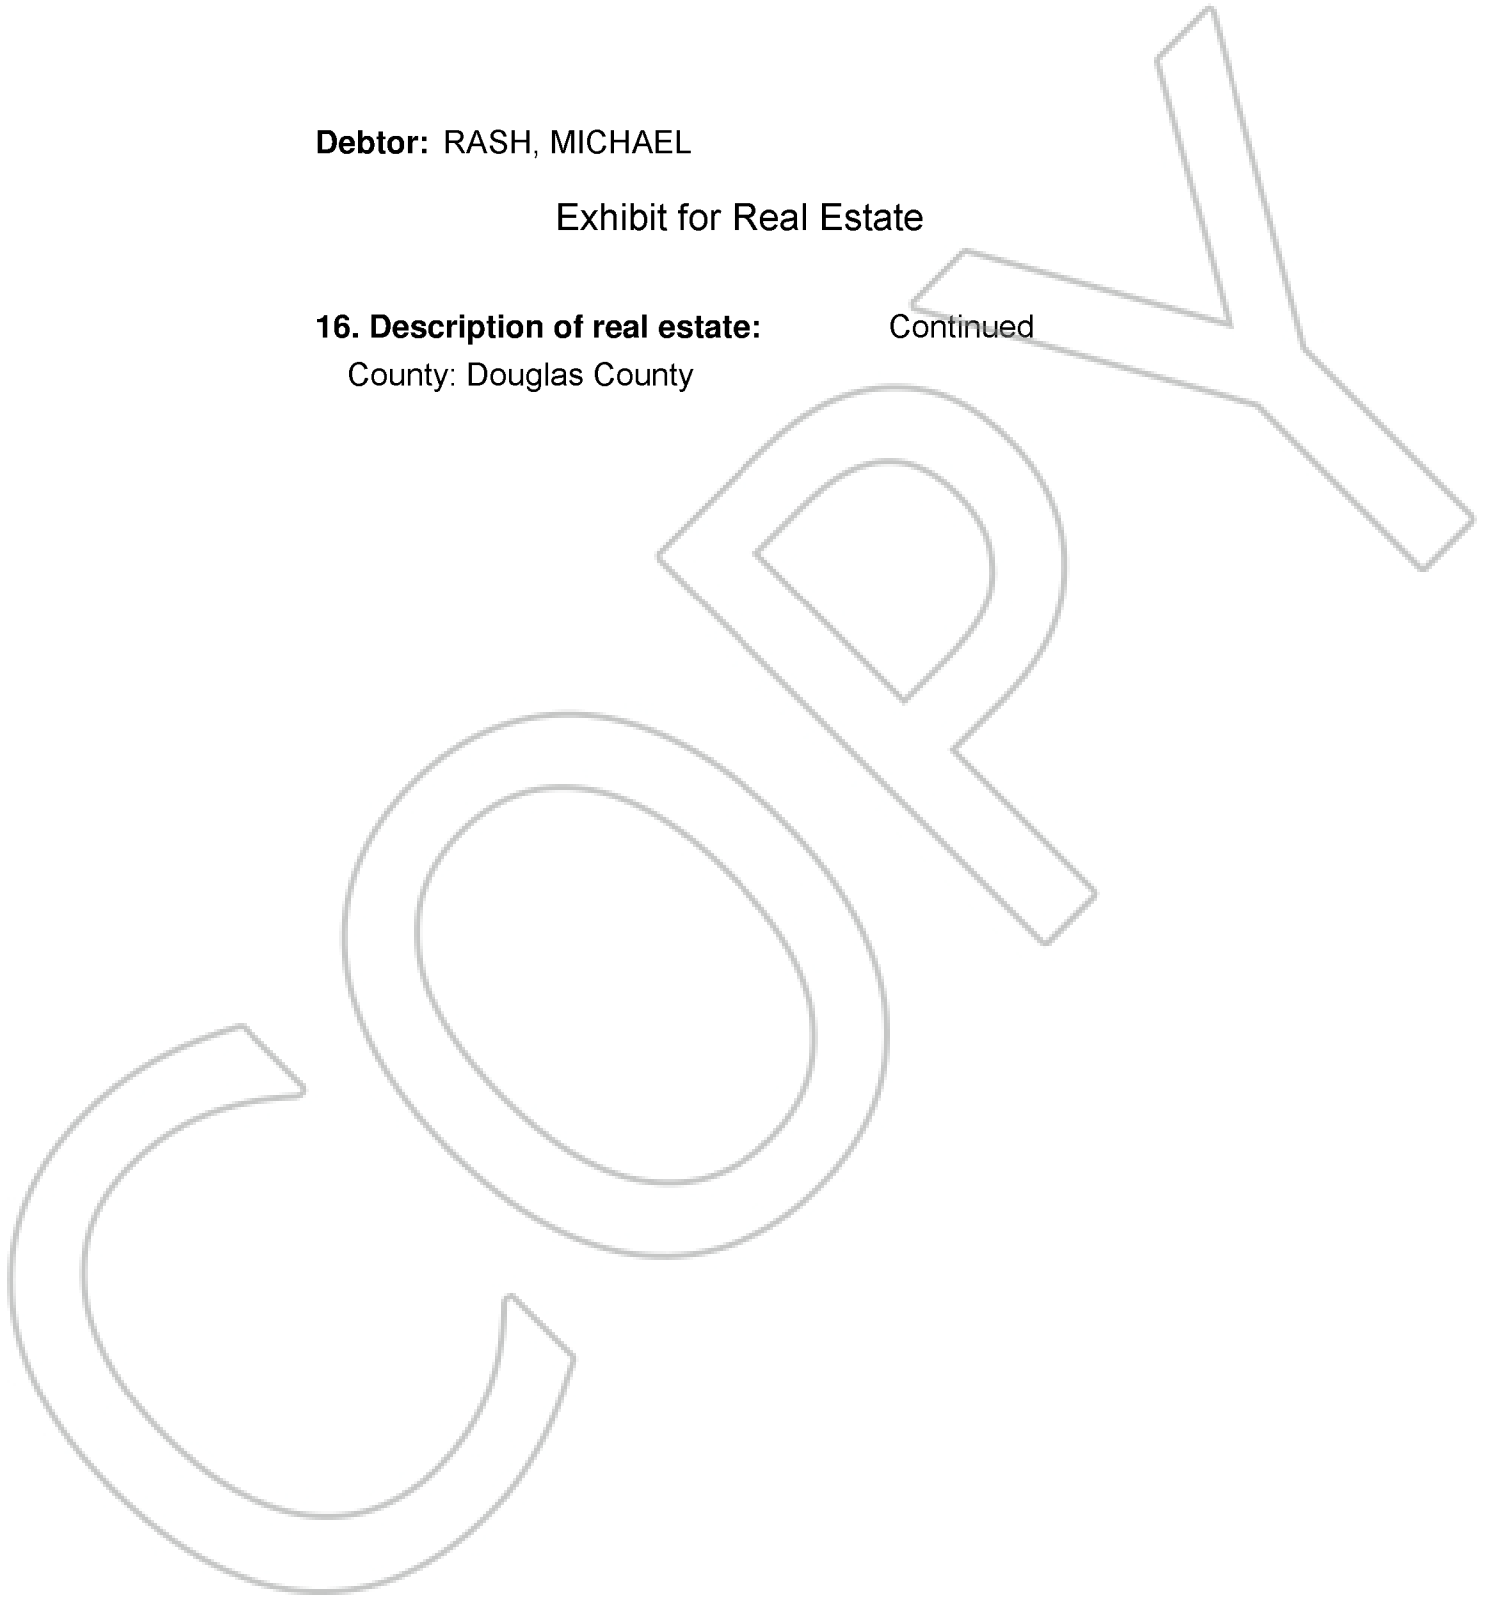 Debtor: RASH, MICHAEL
Exhibit for Real Estate
16. Description of real estate: Continued
County: Douglas County
COPY